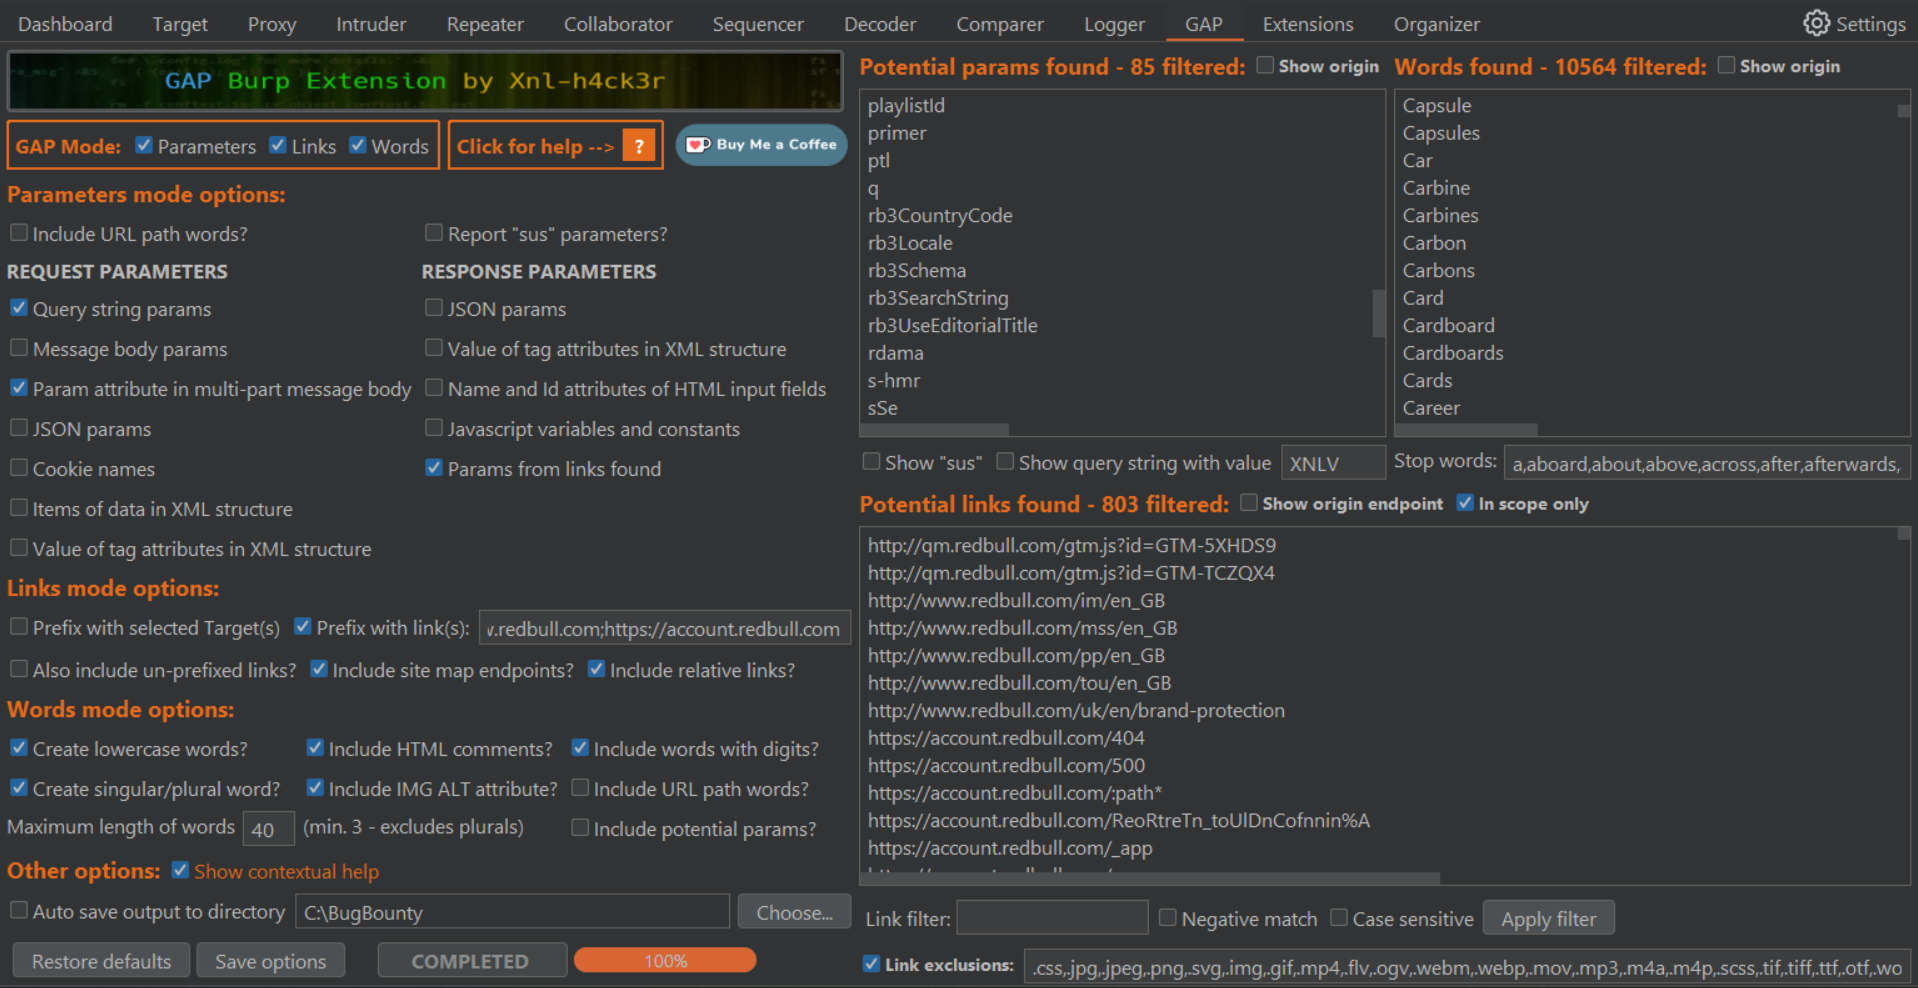 Dashboard Target Proxy Intruder Repeater Collaborator Sequencer Decoder Comparer Logger GAP Extensions Organizer Settings
GAP Burp Extension by Xnl-h4ck3r
GAP Mode: Parameters Links Words Click for help --> ? Buy Me a Coffee
Parameters mode options:
Include URL path words? Report "sus" parameters?
REQUEST PARAMETERS RESPONSE PARAMETERS
Query string params JSON params
Message body params Value of tag attributes in XML structure
Param attribute in multi-part message body Name and Id attributes of HTML input fields
JSON params Javascript variables and constants
Cookie names Params from links found
Items of data in XML structure
Value of tag attributes in XML structure
Links mode options:
Prefix with selected Target(s) Prefix with link(s): .redbull.com;https://account.redbull.com
Also include un-prefixed links? Include site map endpoints? Include relative links?
Words mode options:
Create lowercase words? Include HTML comments? Include words with digits?
Create singular/plural word? Include IMG ALT attribute? Include URL path words?
Maximum length of words 40 (min. 3 - excludes plurals) Include potential params?
Other options: Show contextual help
Auto save output to directory C:\BugBounty Choose...
Restore defaults Save options COMPLETED 100%
Potential params found - 85 filtered: Show origin
playlistId
primer
ptl
q
rb3CountryCode
rb3Locale
rb3Schema
rb3SearchString
rb3UseEditorialTitle
rdama
s-hmr
sSe
Show "sus" Show query string with value XNLV
Words found - 10564 filtered: Show origin
Capsule
Capsules
Car
Carbine
Carbines
Carbon
Carbons
Card
Cardboard
Cardboards
Cards
Career
Stop words: a,aboard,about,above,across,after,afterwards,
Potential links found - 803 filtered: Show origin endpoint In scope only
http://qm.redbull.com/gtm.js?id=GTM-5XHDS9
http://qm.redbull.com/gtm.js?id=GTM-TCZQX4
http://www.redbull.com/im/en_GB
http://www.redbull.com/mss/en_GB
http://www.redbull.com/pp/en_GB
http://www.redbull.com/tou/en_GB
http://www.redbull.com/uk/en/brand-protection
https://account.redbull.com/404
https://account.redbull.com/500
https://account.redbull.com/:path*
https://account.redbull.com/ReoRtreTn_toUlDnCofnnin%A
https://account.redbull.com/_app
Link filter: Negative match Case sensitive Apply filter
Link exclusions: .css,.jpg,.jpeg,.png,.svg,.img,.gif,.mp4,.flv,.ogv,.webm,.webp,.mov,.mp3,.m4a,.m4p,.scss,.tif,.tiff,.ttf,.otf,.wo